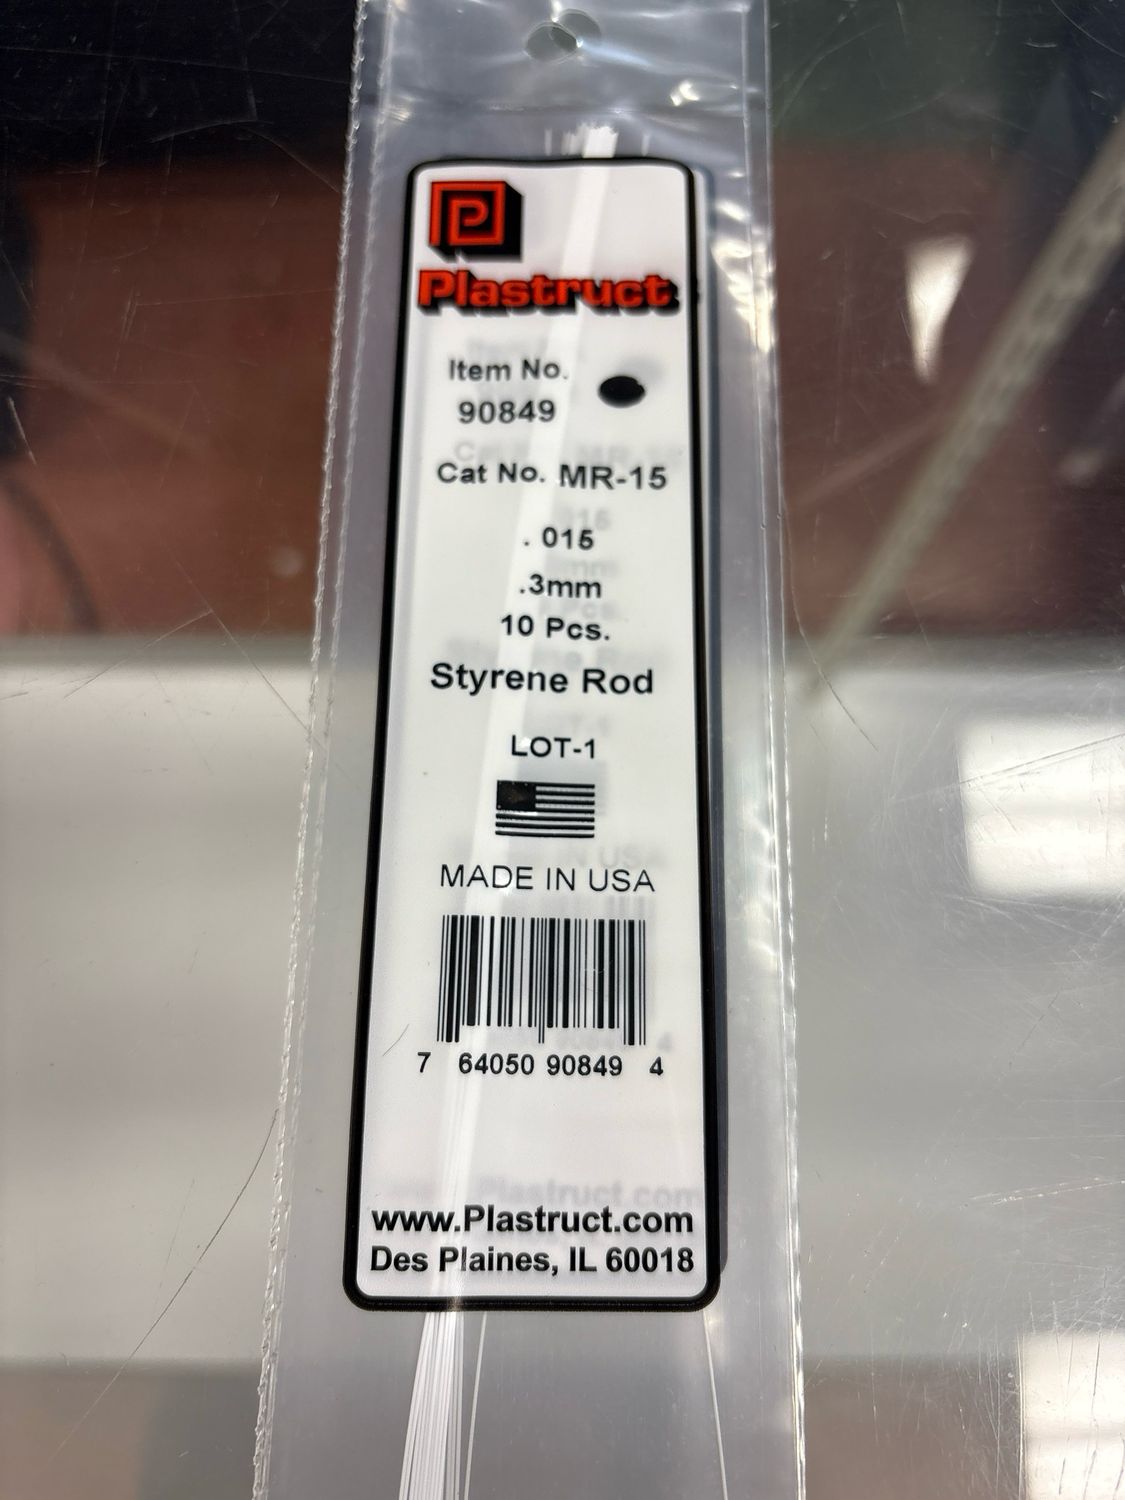 P
Plastruct
Item No.
90849
Cat No. MR-15
.015
.3mm
10 Pcs.
Styrene Rod
LOT-1
MADE IN USA
7 64050 90849 4
www.Plastruct.com
Des Plaines, IL 60018